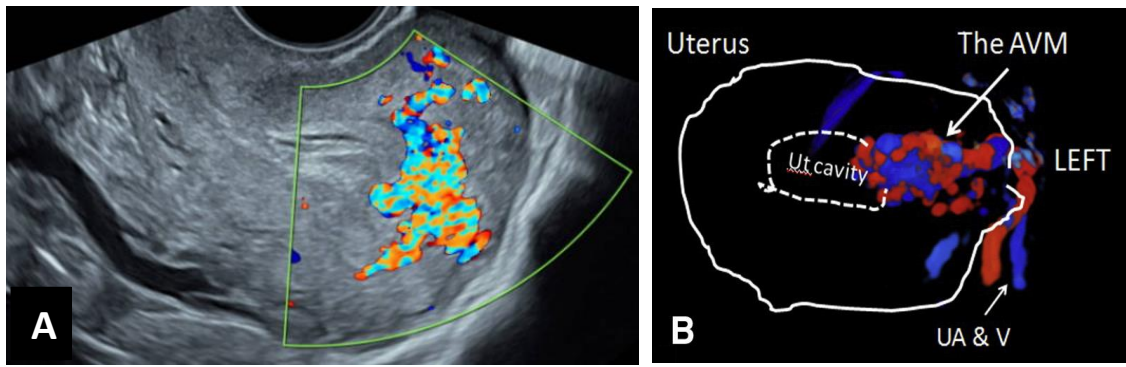 A
Uterus
The AVM
Ut cavity
LEFT
UA & V
B